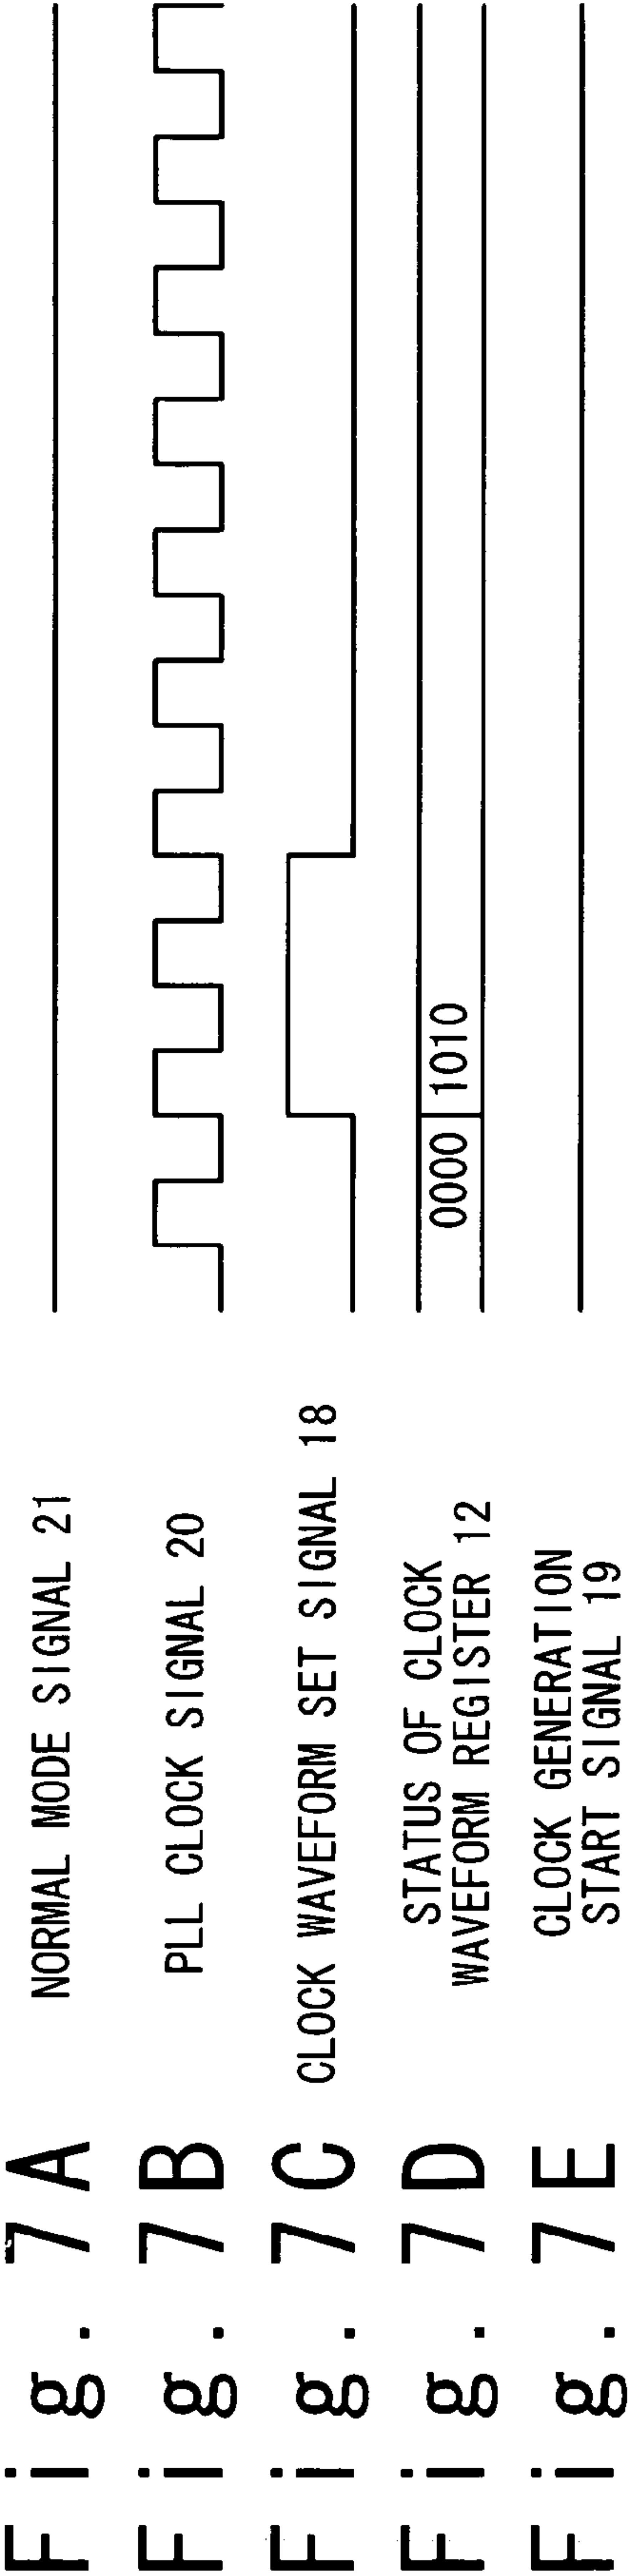 Fig. 7A NORMAL MODE SIGNAL 21
Fig. 7B PLL CLOCK SIGNAL 20
Fig. 7C CLOCK WAVEFORM SET SIGNAL 18
Fig. 7D STATUS OF CLOCK
WAVEFORM REGISTER 12
0000 1010
Fig. 7E CLOCK GENERATION
START SIGNAL 19